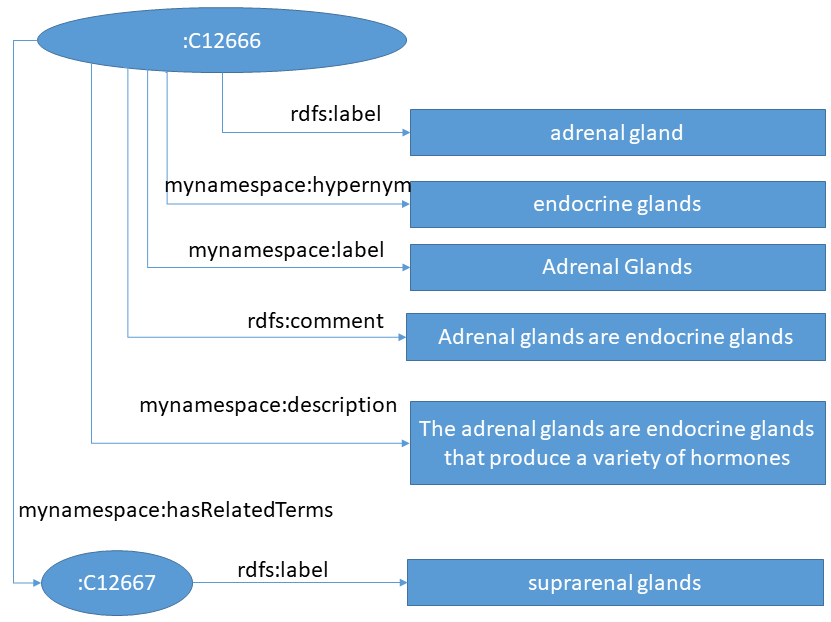 :C12666
rdfs:label
adrenal gland
mynamespace:hypernym
endocrine glands
mynamespace:label
Adrenal Glands
rdfs:comment
Adrenal glands are endocrine glands
mynamespace:description
The adrenal glands are endocrine glands
that produce a variety of hormones
mynamespace:hasRelatedTerms
:C12667
rdfs:label
suprarenal glands